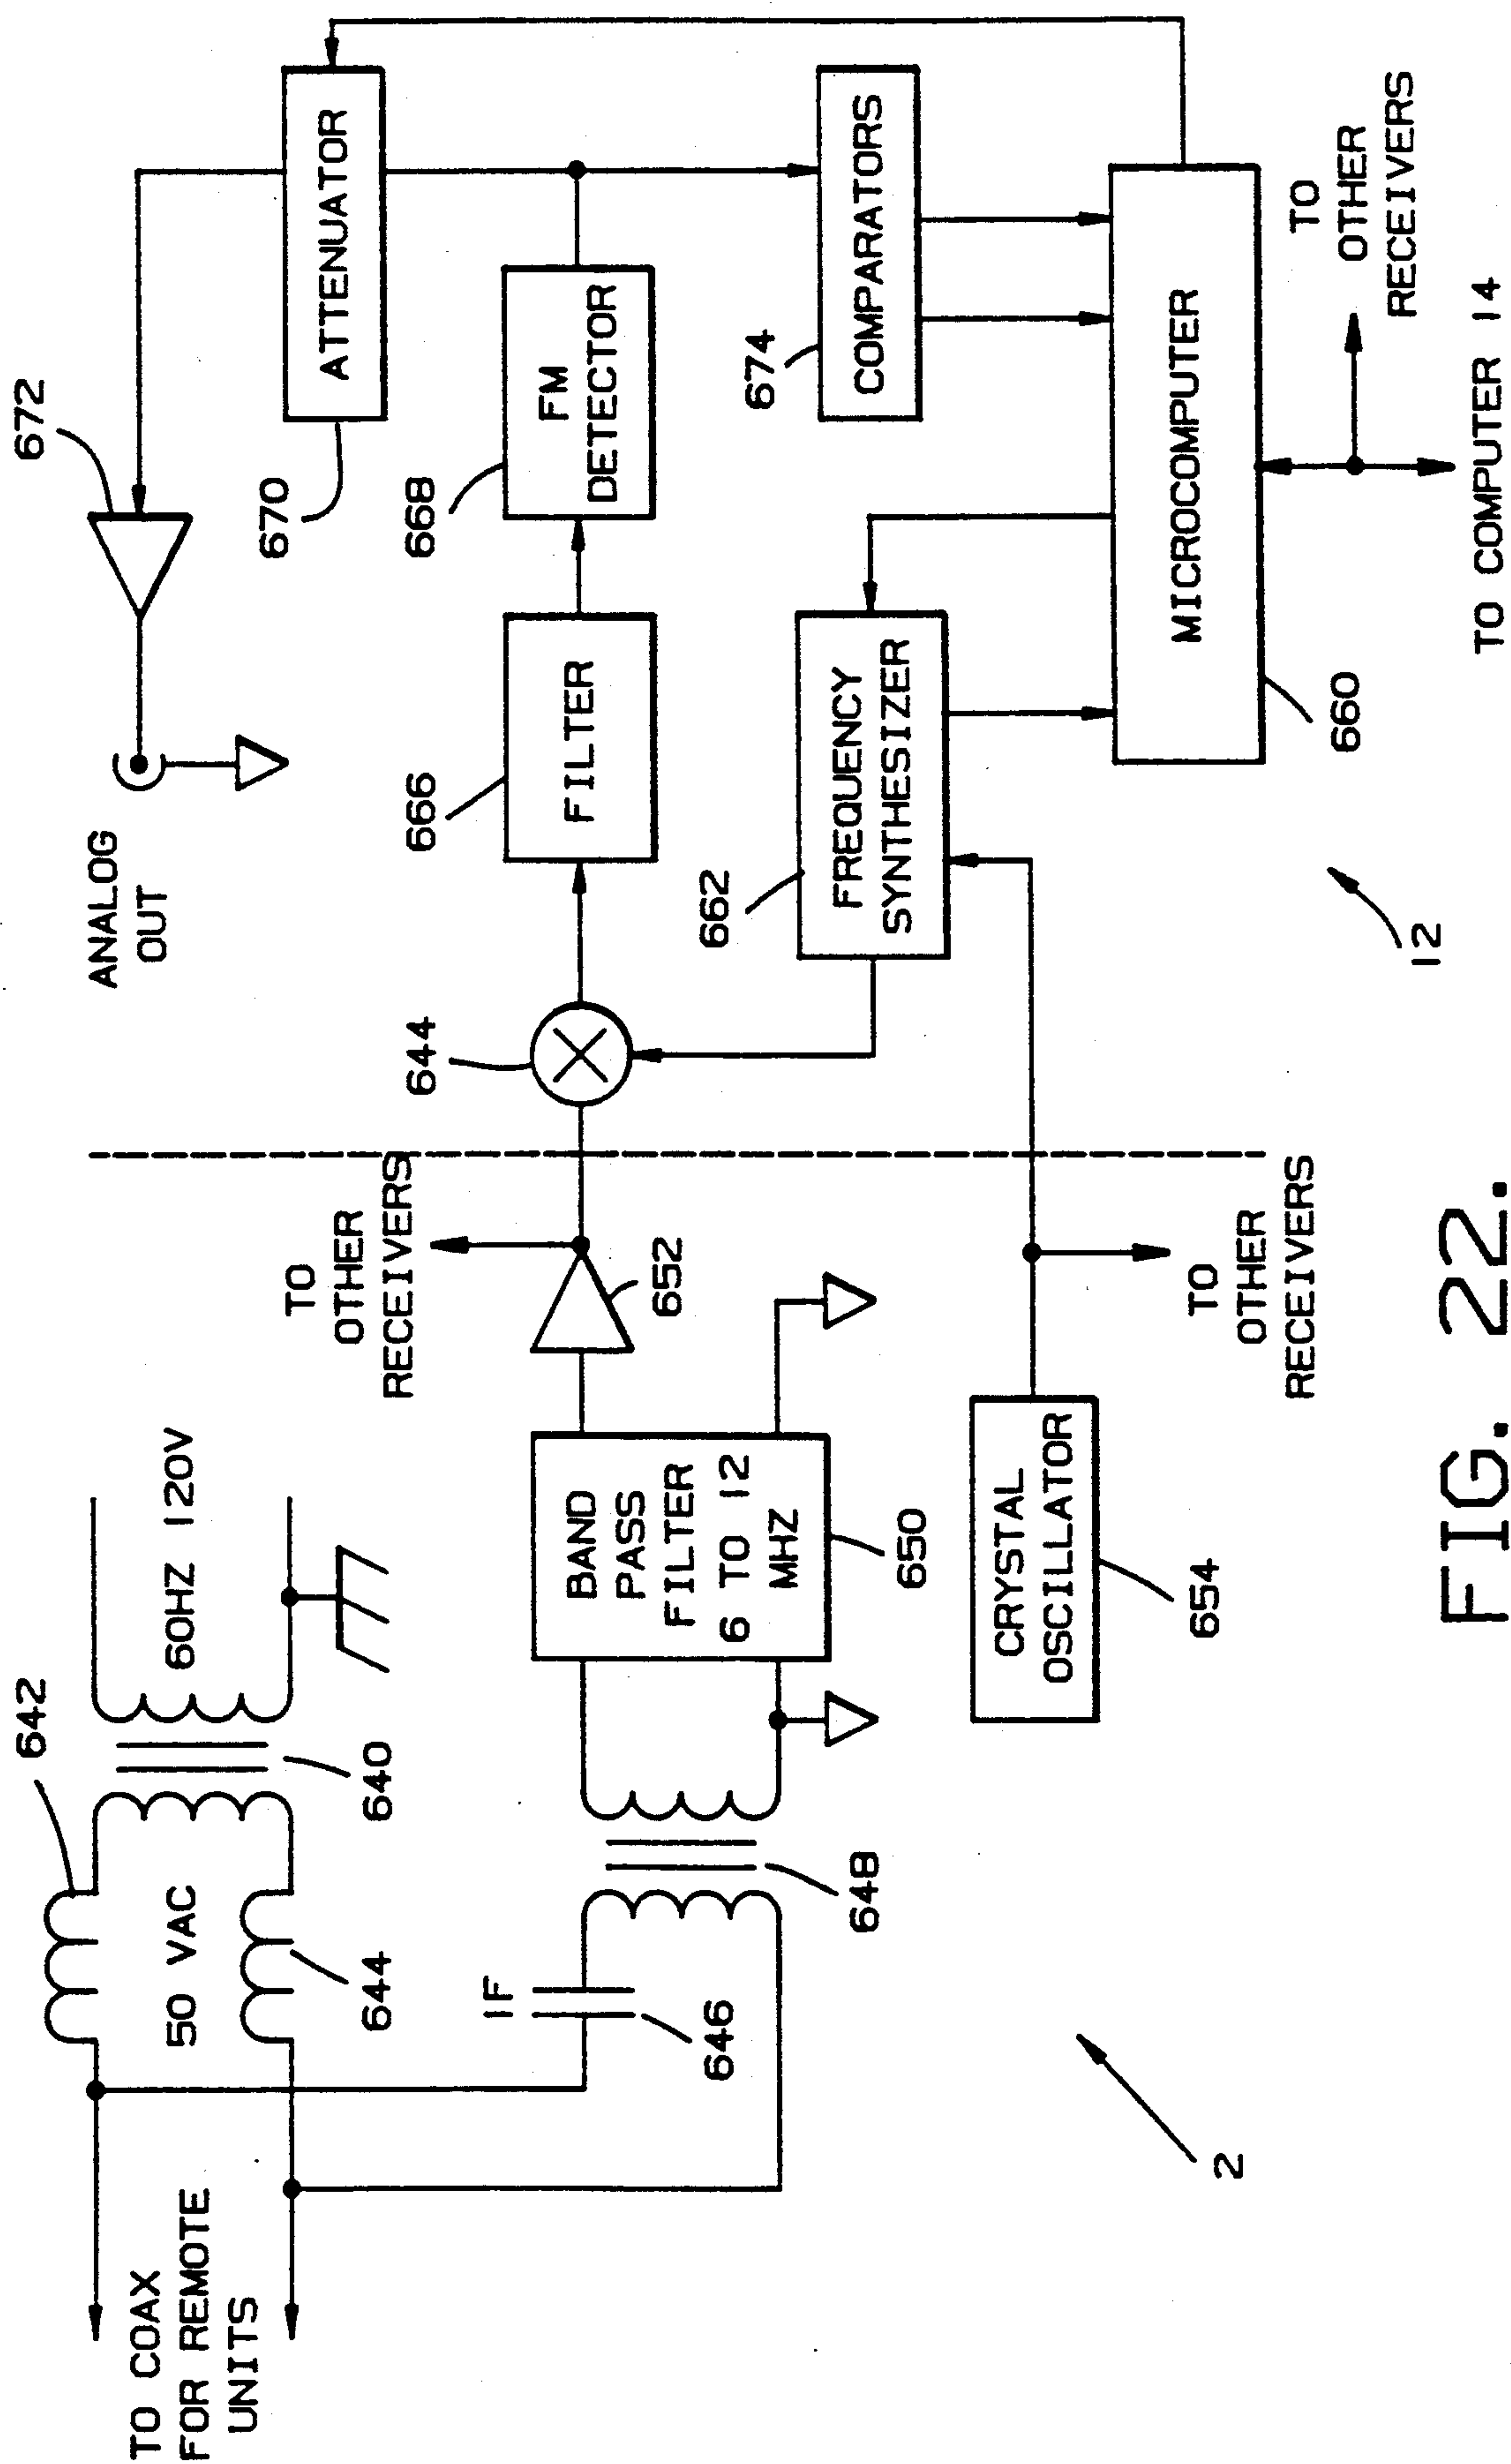 642
60HZ 120V
50 VAC
640
644
TO COAX
FOR REMOTE
UNITS
1F
646
648
BAND
PASS
FILTER
6 TO 12
MHZ
650
652
TO
OTHER
RECEIVERS
CRYSTAL
OSCILLATOR
654
TO
OTHER
RECEIVERS
2
ANALOG
OUT
672
ATTENUATOR
670
644
666
FILTER
668
FM
DETECTOR
662
FREQUENCY
SYNTHESIZER
674
COMPARATORS
MICROCOMPUTER
660
TO
OTHER
RECEIVERS
TO COMPUTER 14
12
FIG. 22.